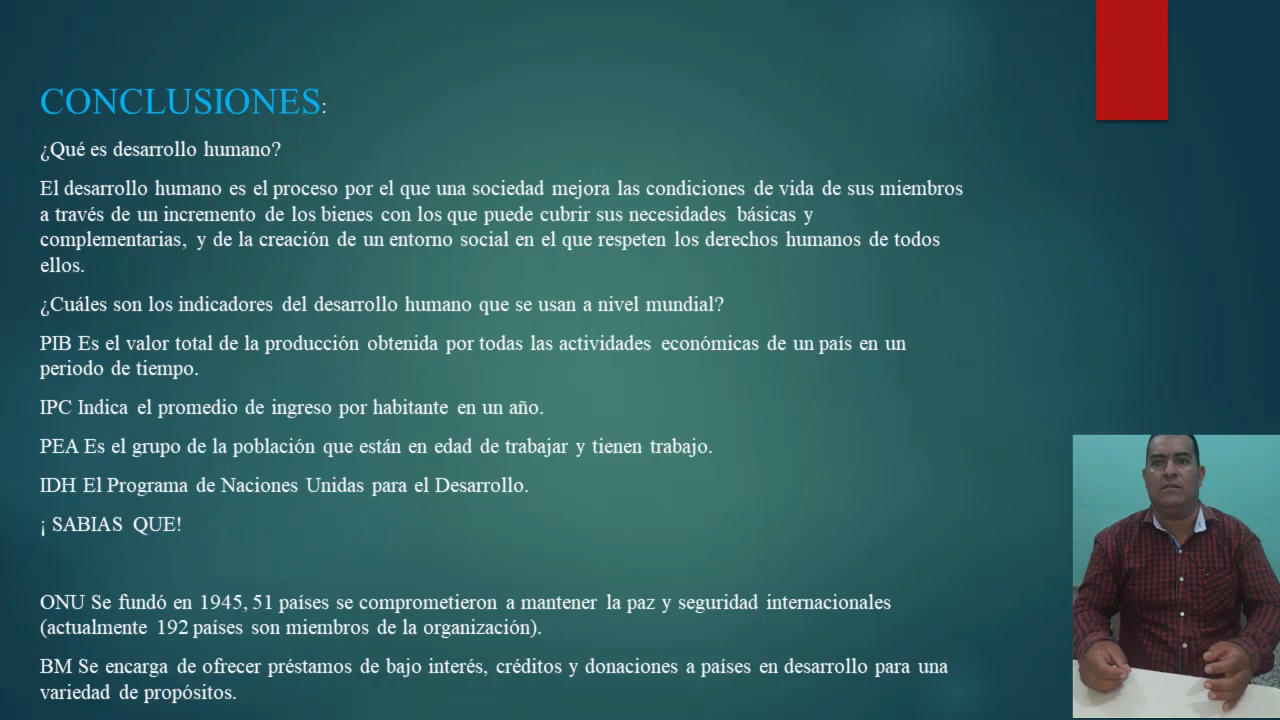 CONCLUSIONES:
¿Qué es desarrollo humano?
El desarrollo humano es el proceso por el que una sociedad mejora las condiciones de vida de sus miembros
a través de un incremento de los bienes con los que puede cubrir sus necesidades básicas y
complementarias, y de la creación de un entorno social en el que respeten los derechos humanos de todos
ellos.
¿Cuáles son los indicadores del desarrollo humano que se usan a nivel mundial?
PIB Es el valor total de la producción obtenida por todas las actividades económicas de un país en un
periodo de tiempo.
IPC Indica el promedio de ingreso por habitante en un año.
PEA Es el grupo de la población que están en edad de trabajar y tienen trabajo.
IDH El Programa de Naciones Unidas para el Desarrollo.
¡ SABIAS QUE!
ONU Se fundó en 1945, 51 países se comprometieron a mantener la paz y seguridad internacionales
(actualmente 192 países son miembros de la organización).
BM Se encarga de ofrecer préstamos de bajo interés, créditos y donaciones a países en desarrollo para una
variedad de propósitos.